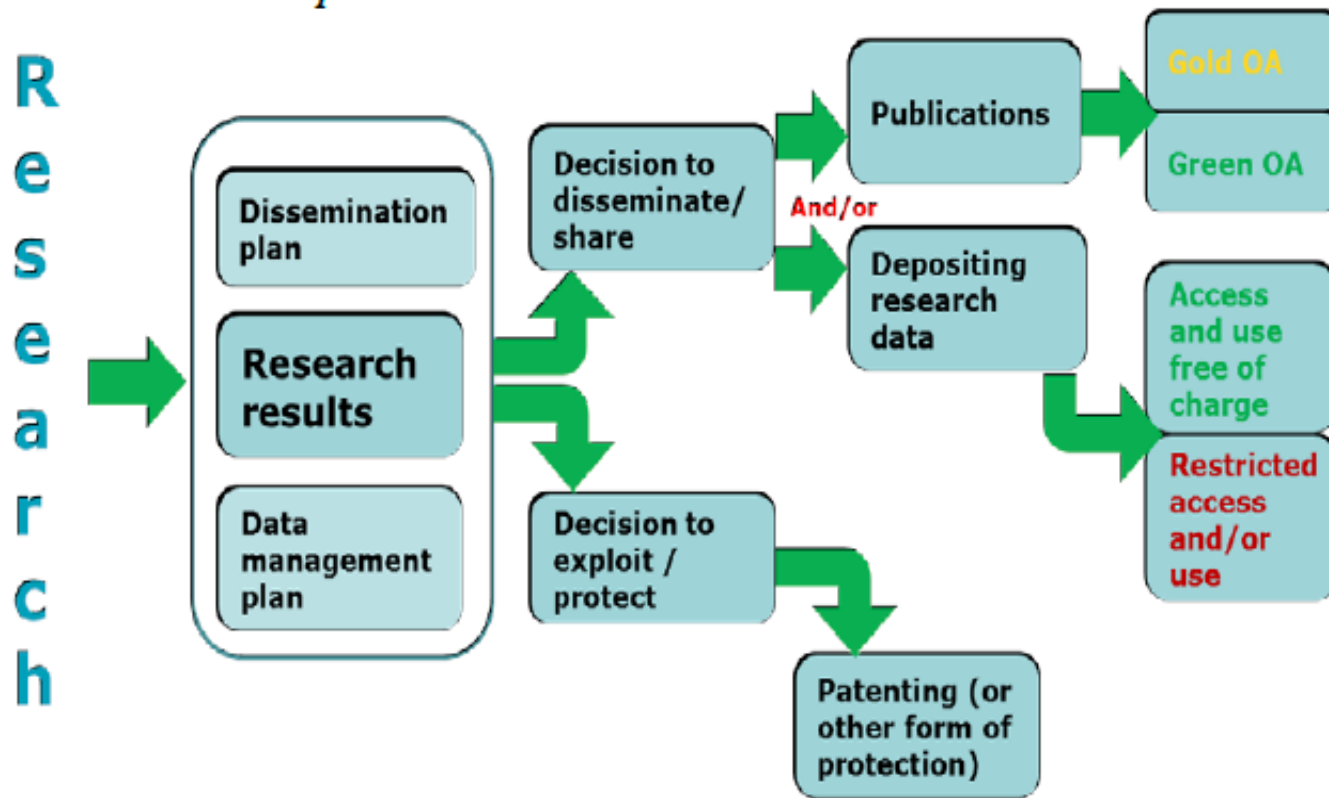 Research
Dissemination
plan
Research
results
Data
management
plan
Decision to
disseminate/
share
And/or
Decision to
exploit /
protect
Publications
Depositing
research
data
Patenting (or
other form of
protection)
Gold OA
Green OA
Access
and use
free of
charge
Restricted
access
and/or
use